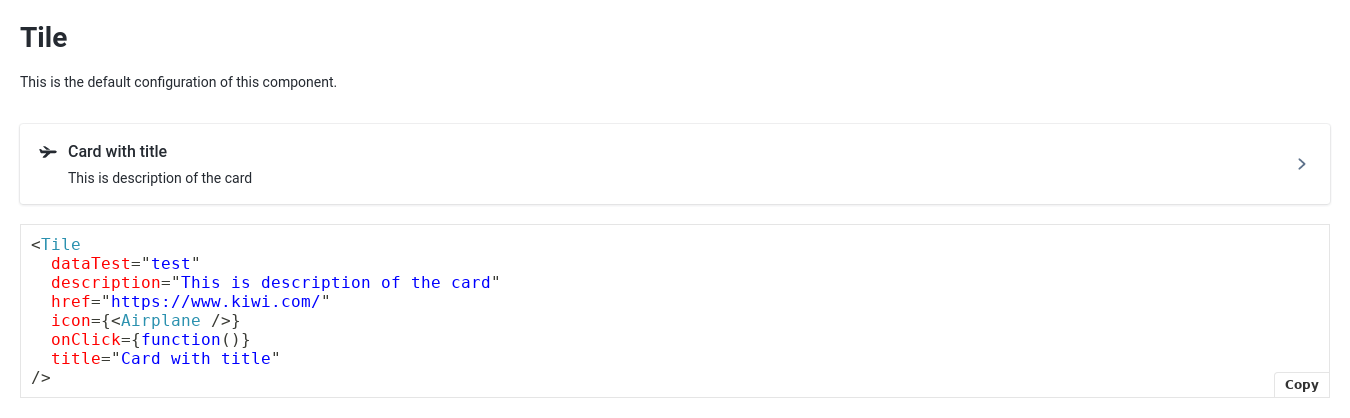 Tile
This is the default configuration of this component.
Card with title
This is description of the card
<Tile
  dataTest="test"
  description="This is description of the card"
  href="https://www.kiwi.com/"
  icon={<Airplane />}
  onClick={function()}
  title="Card with title"
/>
Copy